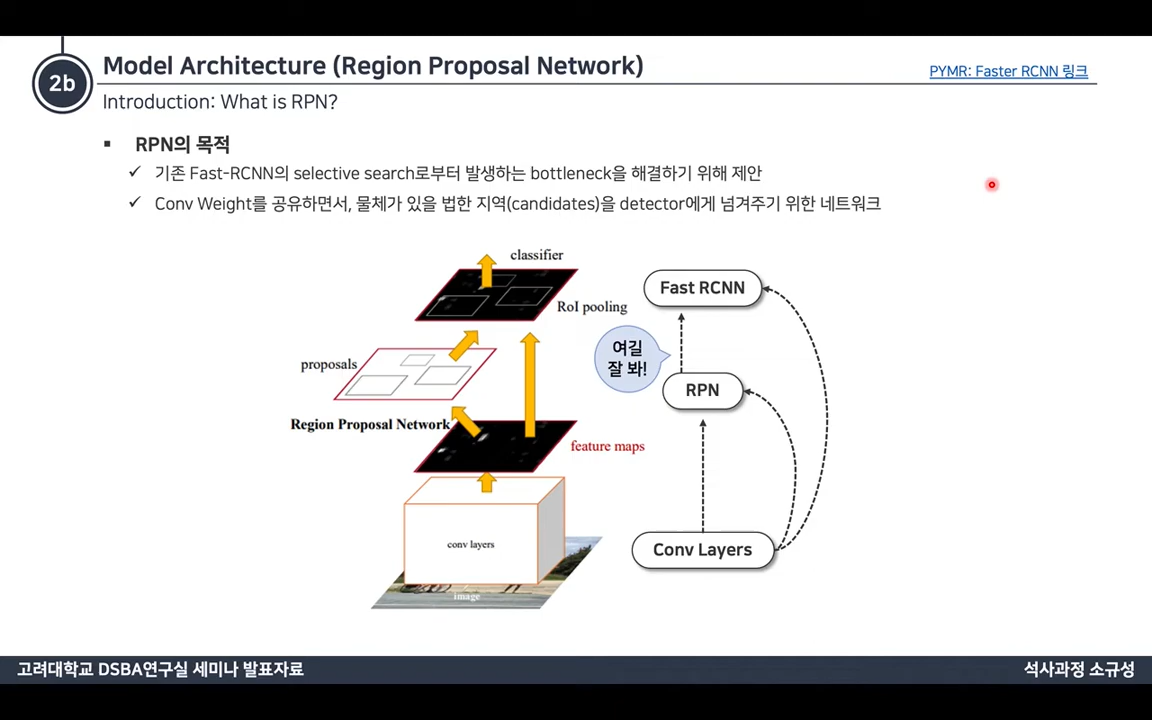 2b
Model Architecture (Region Proposal Network)
PYMR: Faster RCNN 링크
Introduction: What is RPN?
▪ RPN의 목적
✓ 기존 Fast-RCNN의 selective search로부터 발생하는 bottleneck을 해결하기 위해 제안
✓ Conv Weight를 공유하면서, 물체가 있을 법한 지역(candidates)을 detector에게 넘겨주기 위한 네트워크
classifier
RoI pooling
proposals
Region Proposal Network
feature maps
conv layers
image
Fast RCNN
여길
잘 봐!
RPN
Conv Layers
고려대학교 DSBA연구실 세미나 발표자료
석사과정 소규성